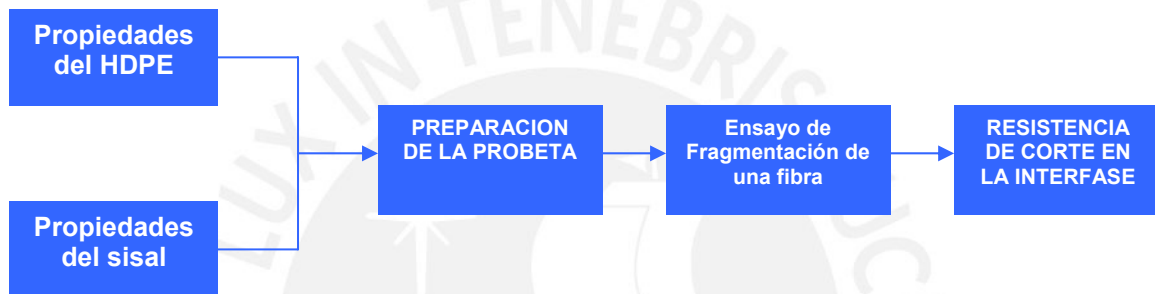 Propiedades
del HDPE
PREPARACION
DE LA PROBETA
Ensayo de
Fragmentación de
una fibra
RESISTENCIA
DE CORTE EN
LA INTERFASE
Propiedades
del sisal
LUX IN TENEBRIS